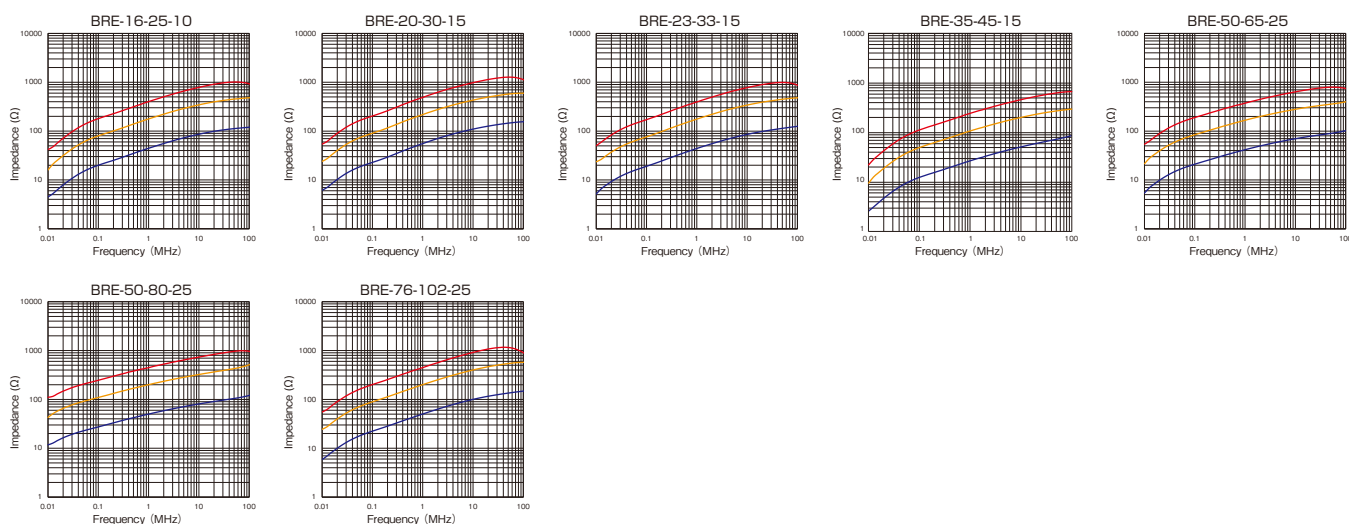 BRE-16-25-10
10000
1000
100
10
1
Impedance (Ω)
0.01 0.1 1 10 100
Frequency (MHz)
BRE-20-30-15
10000
1000
100
10
1
Impedance (Ω)
0.01 0.1 1 10 100
Frequency (MHz)
BRE-23-33-15
10000
1000
100
10
1
Impedance (Ω)
0.01 0.1 1 10 100
Frequency (MHz)
BRE-35-45-15
10000
1000
100
10
1
Impedance (Ω)
0.01 0.1 1 10 100
Frequency (MHz)
BRE-50-65-25
10000
1000
100
10
1
Impedance (Ω)
0.01 0.1 1 10 100
Frequency (MHz)
BRE-50-80-25
10000
1000
100
10
1
Impedance (Ω)
0.01 0.1 1 10 100
Frequency (MHz)
BRE-76-102-25
10000
1000
100
10
1
Impedance (Ω)
0.01 0.1 1 10 100
Frequency (MHz)